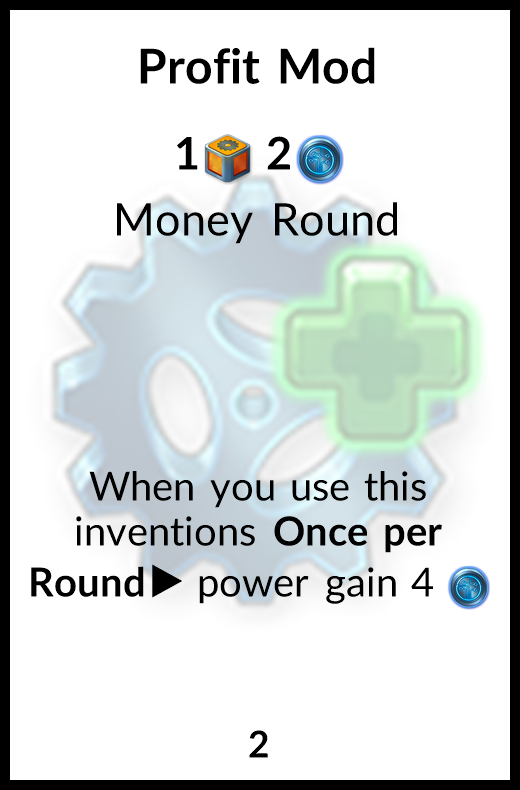 Profit Mod
1 2
Money Round
When you use this
inventions Once per
Round▶ power gain 4
2